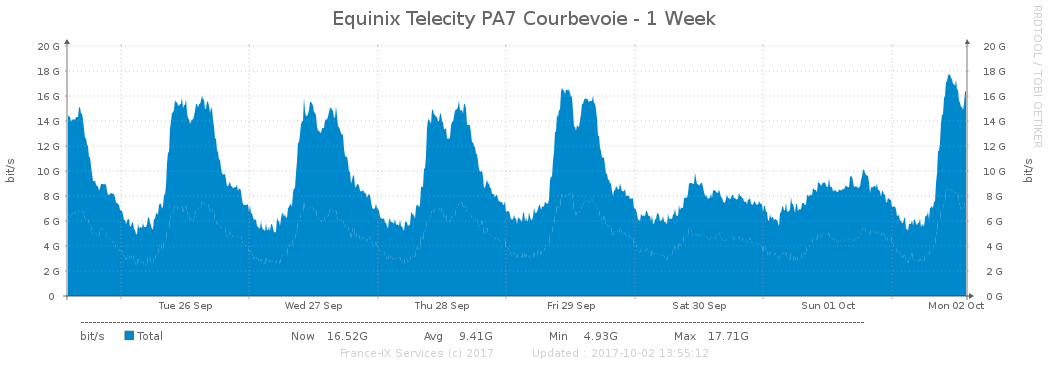 Equinix Telecity PA7 Courbevoie - 1 Week
RRDTOOL / TOBI OETIKER
20 G 20 G
18 G 18 G
16 G 16 G
14 G 14 G
12 G 12 G
10 G 10 G
8 G 8 G
6 G 6 G
4 G 4 G
2 G 2 G
0 0 G
bit/s
bit/s
Tue 26 Sep Wed 27 Sep Thu 28 Sep Fri 29 Sep Sat 30 Sep Sun 01 Oct Mon 02 Oct
bit/s Total Now 16.52G Avg 9.41G Min 4.93G Max 17.71G
France-IX Services (c) 2017 Updated : 2017-10-02 13:55:12